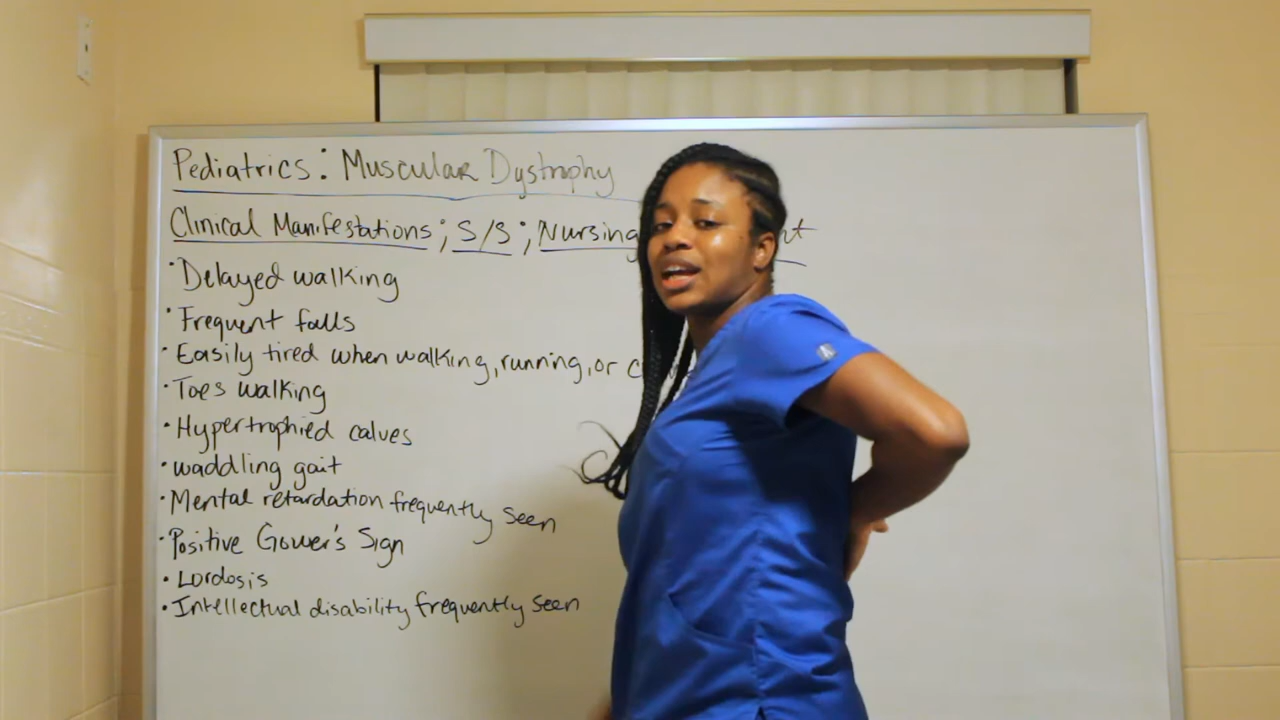 Pediatrics: Muscular Dystrophy
Clinical Manifestations; S/S; Nursing
• Delayed walking
• Frequent falls
• Easily tired when walking, running, or
• Toes walking
• Hypertrophied calves
• waddling gait
• Mental retardation frequently seen
• Positive Gower's Sign
• Lordosis
• Intellectual disability frequently seen